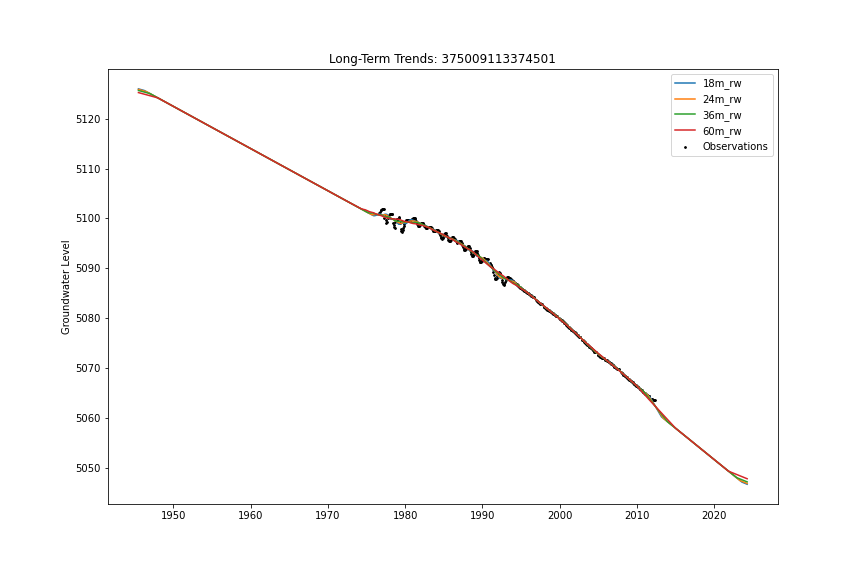 Long-Term Trends: 375009113374501
18m_rw
24m_rw
36m_rw
60m_rw
Observations
Groundwater Level
5120
5110
5100
5090
5080
5070
5060
5050
1950 1960 1970 1980 1990 2000 2010 2020